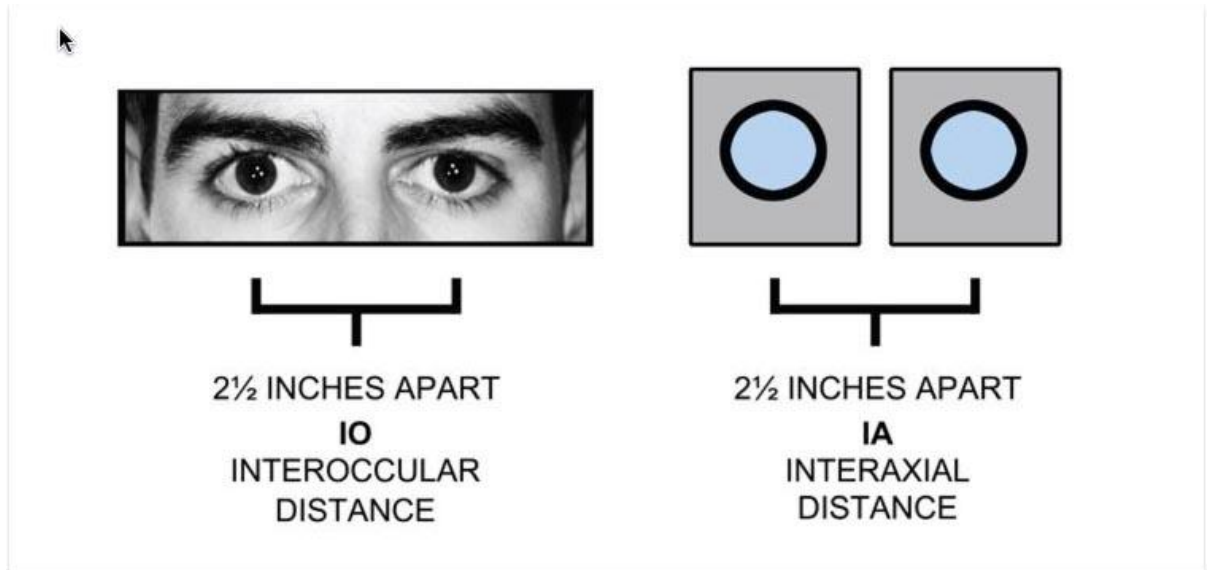 2½ INCHES APART
IO
INTEROCCULAR
DISTANCE
2½ INCHES APART
IA
INTERAXIAL
DISTANCE